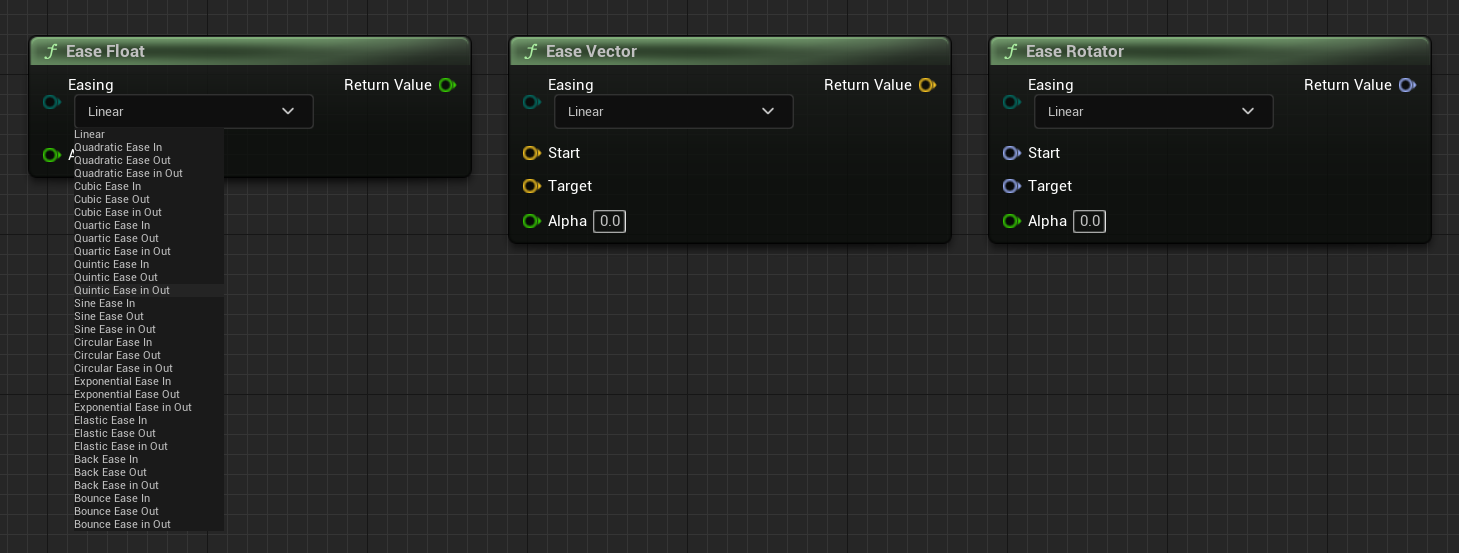 f Ease Float
Easing
Return Value
Linear
A
Linear
Quadratic Ease In
Quadratic Ease Out
Quadratic Ease in Out
Cubic Ease In
Cubic Ease Out
Cubic Ease in Out
Quartic Ease In
Quartic Ease Out
Quartic Ease in Out
Quintic Ease In
Quintic Ease Out
Quintic Ease in Out
Sine Ease In
Sine Ease Out
Sine Ease in Out
Circular Ease In
Circular Ease Out
Circular Ease in Out
Exponential Ease In
Exponential Ease Out
Exponential Ease in Out
Elastic Ease In
Elastic Ease Out
Elastic Ease in Out
Back Ease In
Back Ease Out
Back Ease in Out
Bounce Ease In
Bounce Ease Out
Bounce Ease in Out
f Ease Vector
Easing
Return Value
Linear
Start
Target
Alpha 0.0
f Ease Rotator
Easing
Return Value
Linear
Start
Target
Alpha 0.0